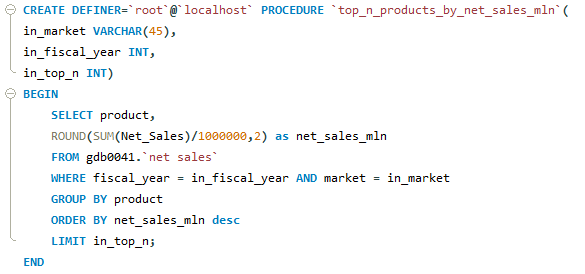 CREATE DEFINER=`root`@`localhost` PROCEDURE `top_n_products_by_net_sales_mln`(
in_market VARCHAR(45),
in_fiscal_year INT,
in_top_n INT)
BEGIN
SELECT product,
ROUND(SUM(Net_Sales)/1000000,2) as net_sales_mln
FROM gdb0041.`net sales`
WHERE fiscal_year = in_fiscal_year AND market = in_market
GROUP BY product
ORDER BY net_sales_mln desc
LIMIT in_top_n;
END